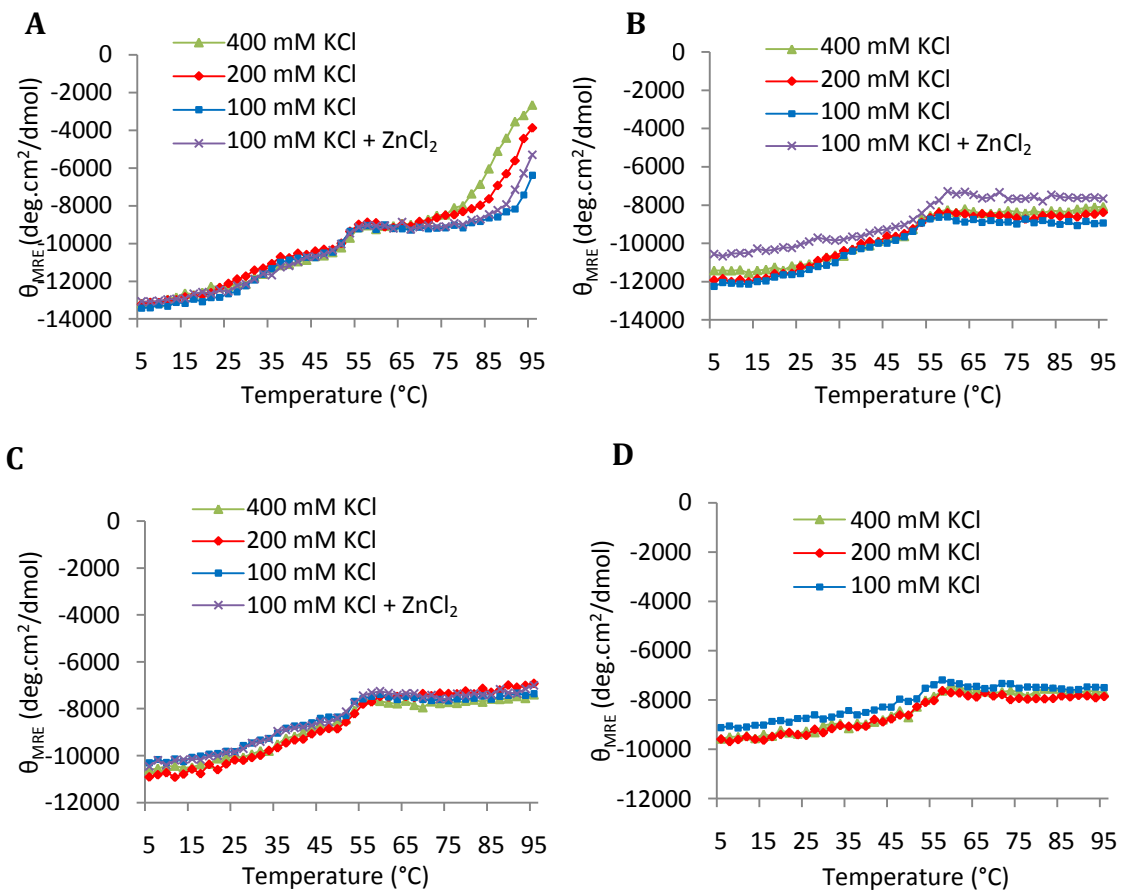 A
400 mM KCl
200 mM KCl
100 mM KCl
100 mM KCl + ZnCl₂
θMRE (deg.cm²/dmol)
0
-2000
-4000
-6000
-8000
-10000
-12000
-14000
5 15 25 35 45 55 65 75 85 95
Temperature (°C)
B
400 mM KCl
200 mM KCl
100 mM KCl
100 mM KCl + ZnCl₂
θMRE (deg.cm²/dmol)
0
-2000
-4000
-6000
-8000
-10000
-12000
-14000
5 15 25 35 45 55 65 75 85 95
Temperature (°C)
C
400 mM KCl
200 mM KCl
100 mM KCl
100 mM KCl + ZnCl₂
θMRE (deg.cm²/dmol)
0
-2000
-4000
-6000
-8000
-10000
-12000
5 15 25 35 45 55 65 75 85 95
Temperature (°C)
D
400 mM KCl
200 mM KCl
100 mM KCl
θMRE (deg.cm²/dmol)
0
-2000
-4000
-6000
-8000
-10000
-12000
5 15 25 35 45 55 65 75 85 95
Temperature (°C)